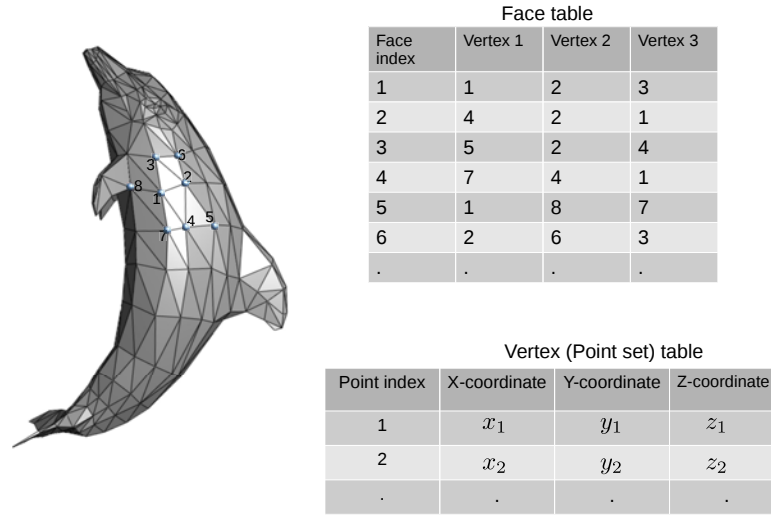 Face table
Face index Vertex 1 Vertex 2 Vertex 3
1 1 2 3
2 4 2 1
3 5 2 4
4 7 4 1
5 1 8 7
6 2 6 3
. . . .
3 6
8 2
1
7 4 5
Vertex (Point set) table
Point index X-coordinate Y-coordinate Z-coordinate
1 x₁ y₁ z₁
2 x₂ y₂ z₂
. . . .